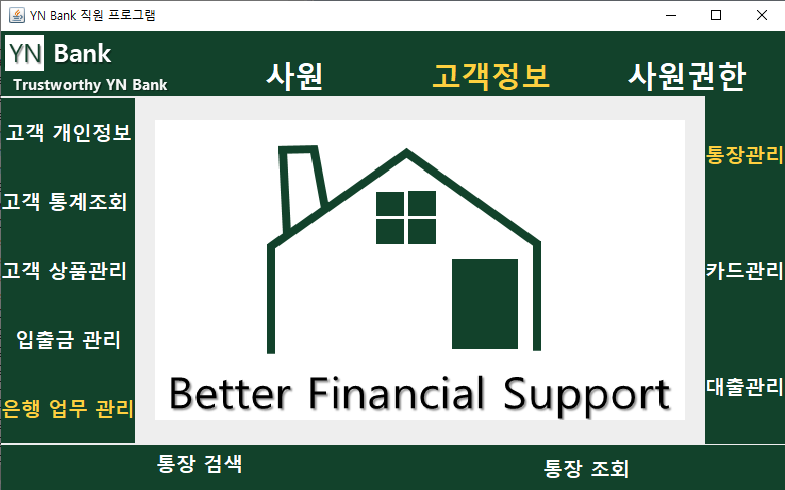 YN Bank 직원 프로그램
YN Bank
Trustworthy YN Bank
사원
고객정보
사원권한
고객 개인정보
고객 통계조회
고객 상품관리
입출금 관리
은행 업무 관리
Better Financial Support
통장관리
카드관리
대출관리
통장 검색
통장 조회